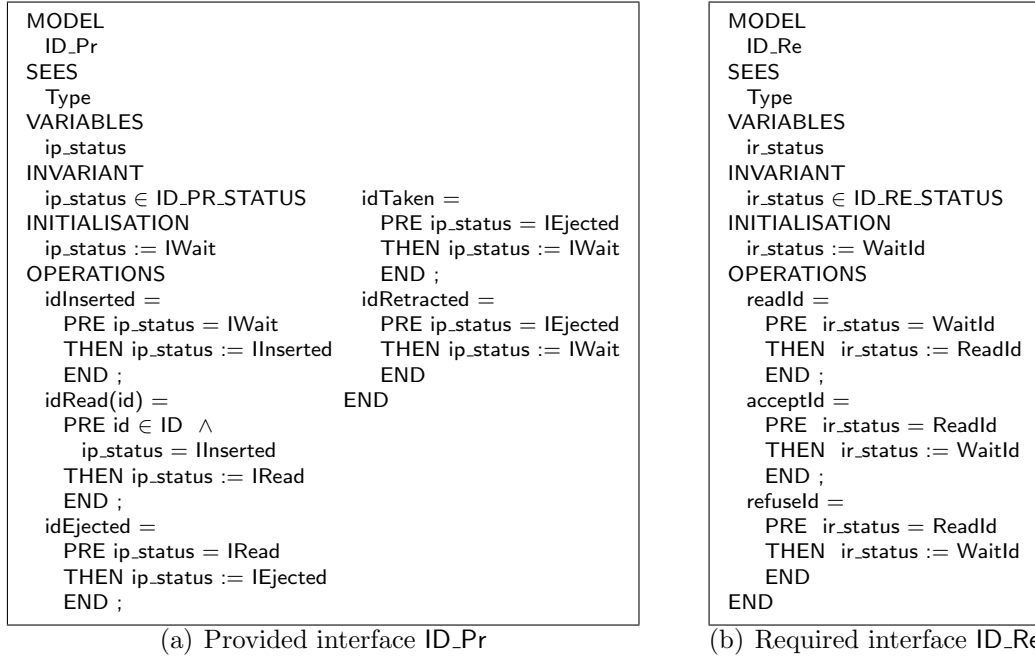 MODEL
ID_Pr
SEES
Type
VARIABLES
ip_status
INVARIANT
ip_status ∈ ID_PR_STATUS
INITIALISATION
ip_status := IWait
OPERATIONS
idInserted =
PRE ip_status = IWait
THEN ip_status := IInserted
END ;
idRead(id) =
PRE id ∈ ID ∧
ip_status = IInserted
THEN ip_status := IRead
END ;
idEjected =
PRE ip_status = IRead
THEN ip_status := IEjected
END ;
idTaken =
PRE ip_status = IEjected
THEN ip_status := IWait
END ;
idRetracted =
PRE ip_status = IEjected
THEN ip_status := IWait
END
END
(a) Provided interface ID_Pr
MODEL
ID_Re
SEES
Type
VARIABLES
ir_status
INVARIANT
ir_status ∈ ID_RE_STATUS
INITIALISATION
ir_status := WaitId
OPERATIONS
readId =
PRE ir_status = WaitId
THEN ir_status := ReadId
END ;
acceptId =
PRE ir_status = ReadId
THEN ir_status := WaitId
END ;
refuseId =
PRE ir_status = ReadId
THEN ir_status := WaitId
END
END
(b) Required interface ID_Re